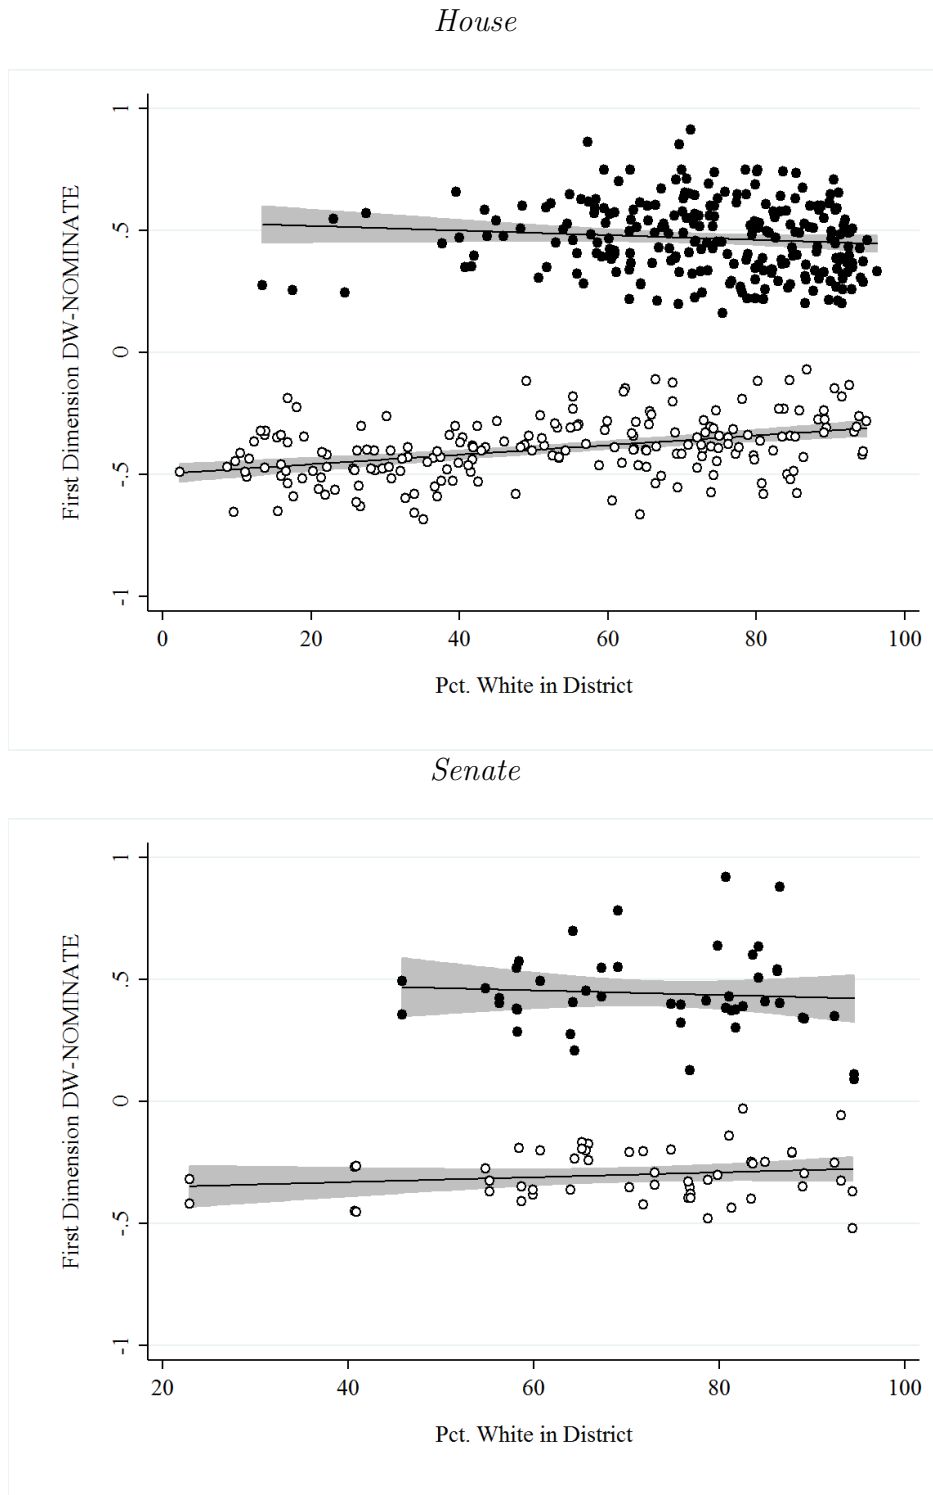 House
First Dimension DW-NOMINATE
1
.5
0
-.5
-1
0 20 40 60 80 100
Pct. White in District
Senate
First Dimension DW-NOMINATE
1
.5
0
-.5
-1
20 40 60 80 100
Pct. White in District